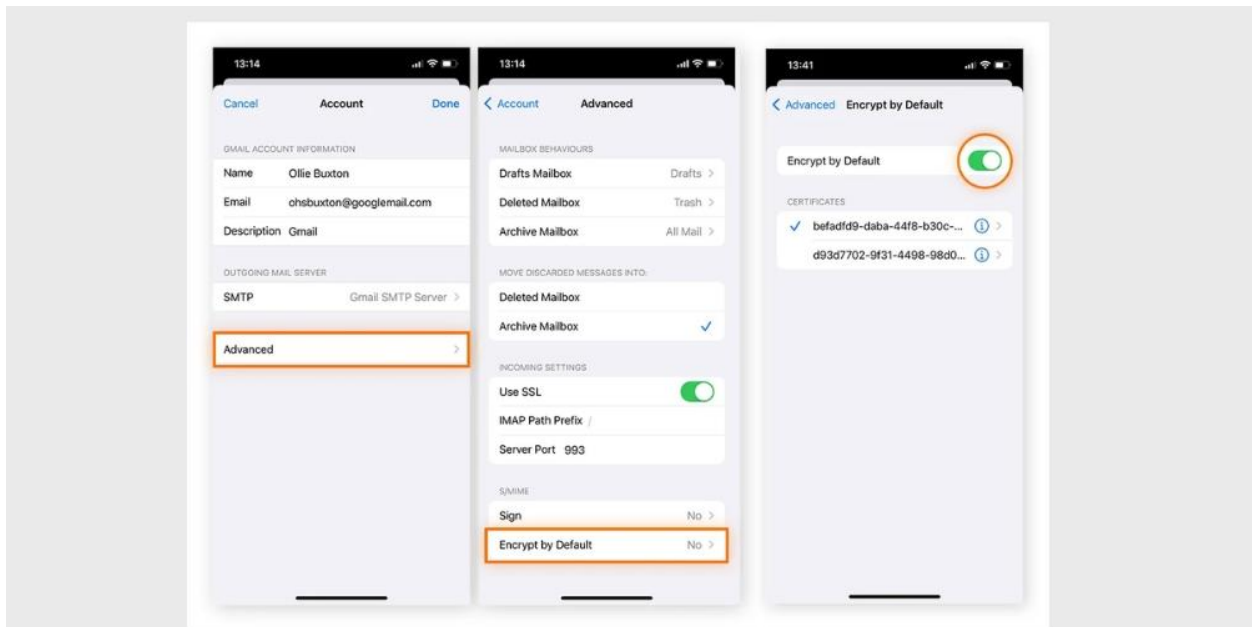 13:14
Cancel Account Done
GMAIL ACCOUNT INFORMATION
Name Ollie Buxton
Email ohsbuxton@googlemail.com
Description Gmail
OUTGOING MAIL SERVER
SMTP Gmail SMTP Server
Advanced
13:14
Account Advanced
MAILBOX BEHAVIOURS
Drafts Mailbox Drafts
Deleted Mailbox Trash
Archive Mailbox All Mail
MOVE DISCARDED MESSAGES INTO:
Deleted Mailbox
Archive Mailbox
INCOMING SETTINGS
Use SSL
IMAP Path Prefix /
Server Port 993
S/MIME
Sign No
Encrypt by Default No
13:41
Advanced Encrypt by Default
Encrypt by Default
CERTIFICATES
befadfd9-daba-44f8-b30c-...
d93d7702-9f31-4498-98d0...